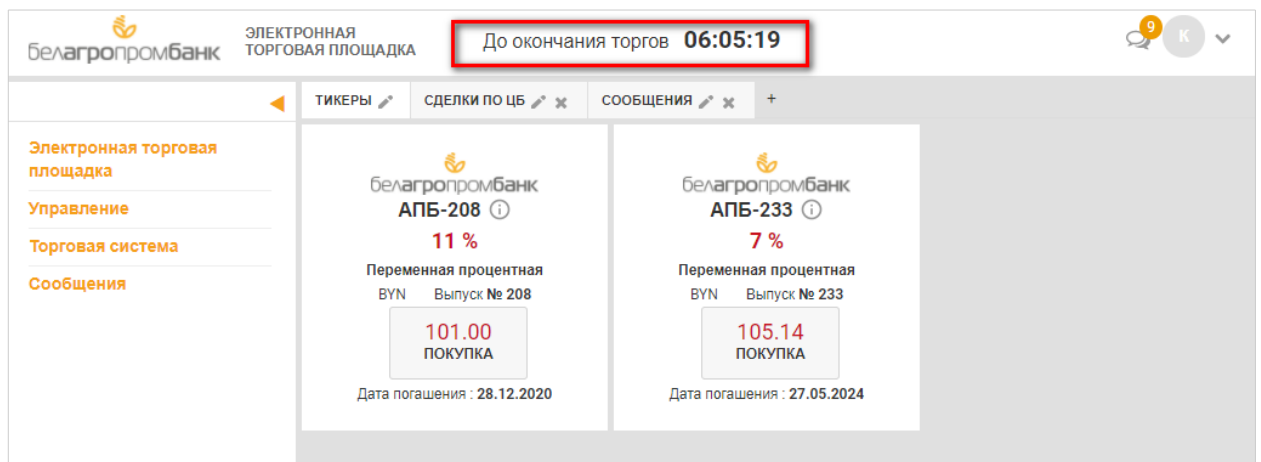 белагропромбанк
ЭЛЕКТРОННАЯ
ТОРГОВАЯ ПЛОЩАДКА
До окончания торгов 06:05:19
9
К
ТИКЕРЫ
СДЕЛКИ ПО ЦБ
СООБЩЕНИЯ
+
Электронная торговая
площадка
Управление
Торговая система
Сообщения
белагропромбанк
АПБ-208
11 %
Переменная процентная
BYN Выпуск № 208
101.00
ПОКУПКА
Дата погашения : 28.12.2020
белагропромбанк
АПБ-233
7 %
Переменная процентная
BYN Выпуск № 233
105.14
ПОКУПКА
Дата погашения : 27.05.2024